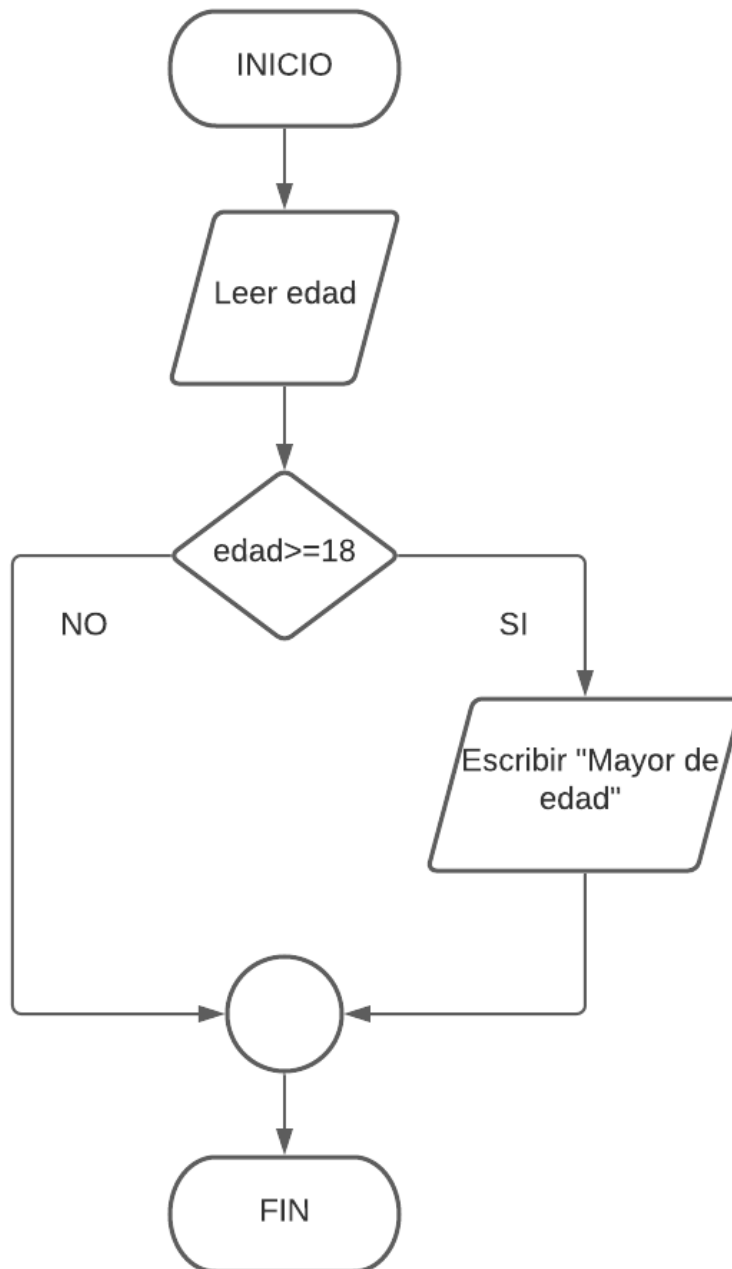 INICIO
Leer edad
edad>=18
NO
SI
Escribir "Mayor de
edad"
FIN